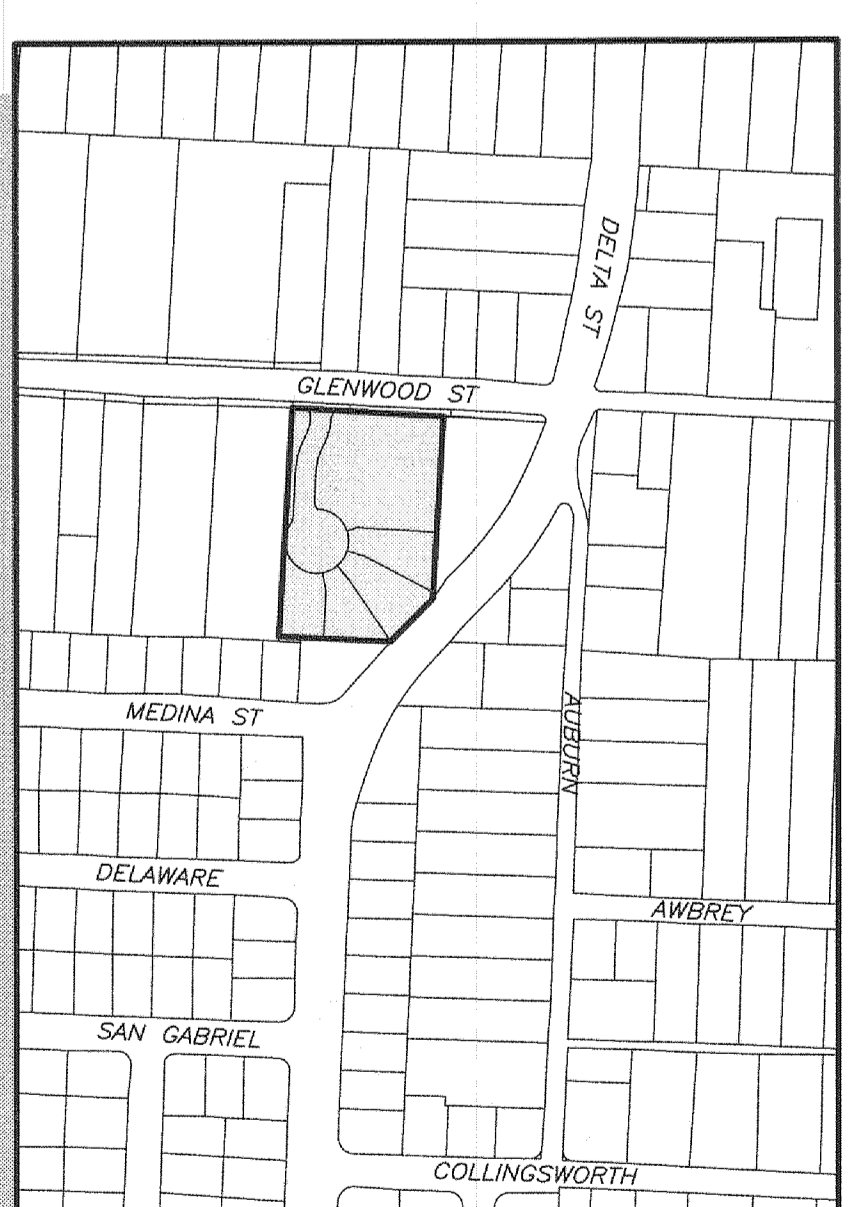 DELTA ST
GLENWOOD ST
MEDINA ST
AUBURN
DELAWARE
AWBREY
SAN GABRIEL
COLLINGSWORTH